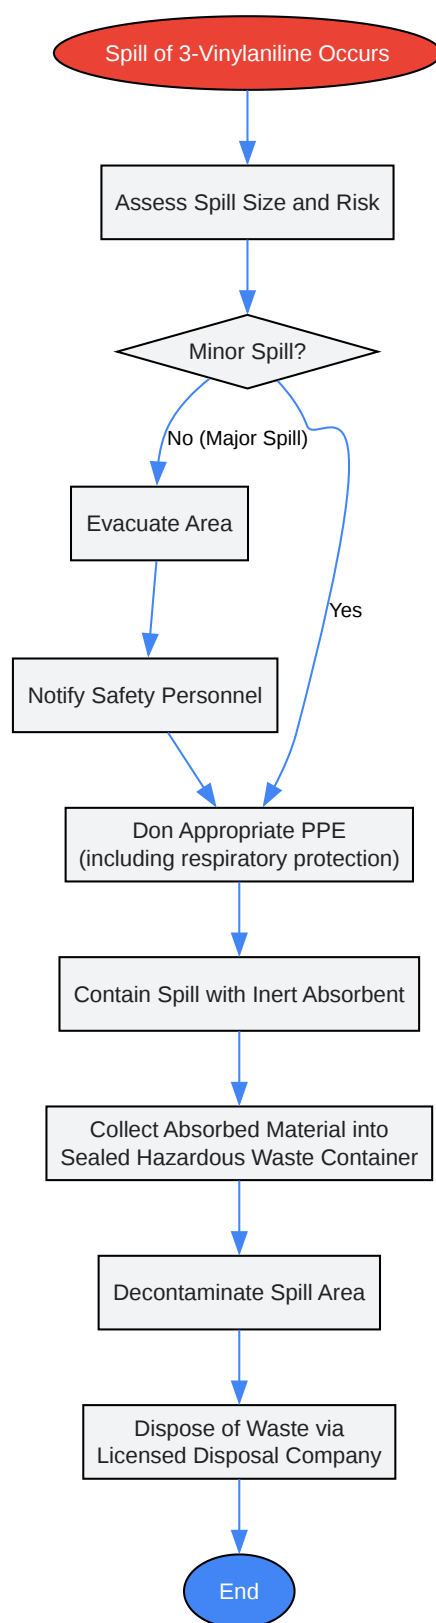 Spill of 3-Vinylaniline Occurs
Assess Spill Size and Risk
Minor Spill?
No (Major Spill)
Evacuate Area
Yes
Notify Safety Personnel
Don Appropriate PPE
(including respiratory protection)
Contain Spill with Inert Absorbent
Collect Absorbed Material into
Sealed Hazardous Waste Container
Decontaminate Spill Area
Dispose of Waste via
Licensed Disposal Company
End